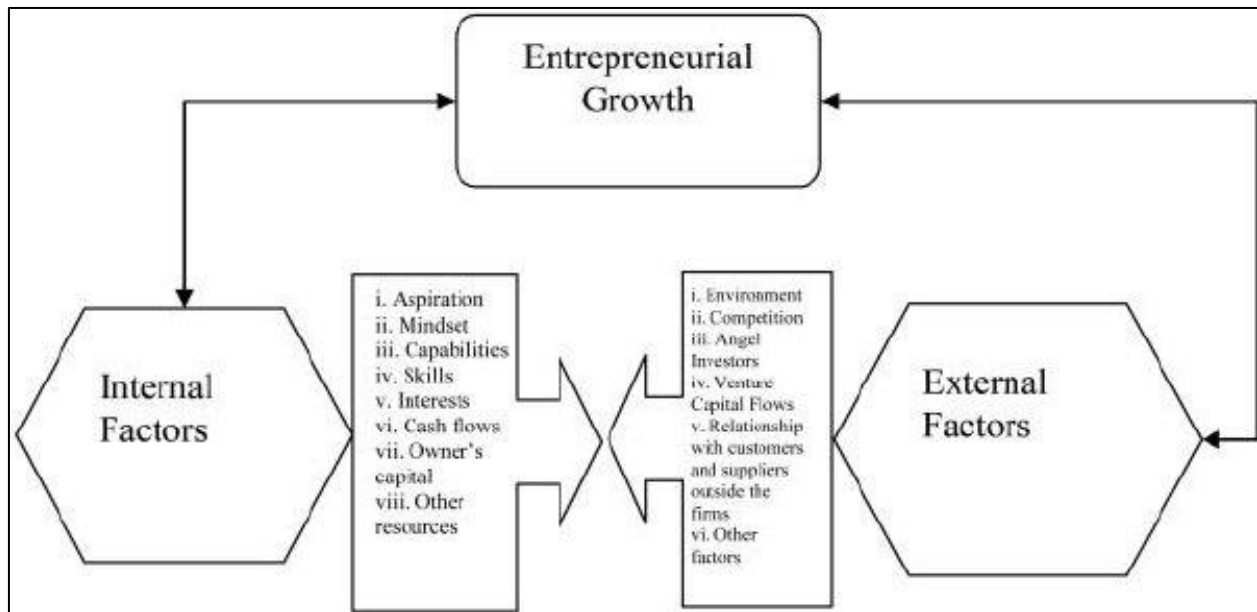 Entrepreneurial
Growth
Internal
Factors
i. Aspiration
ii. Mindset
iii. Capabilities
iv. Skills
v. Interests
vi. Cash flows
vii. Owner's
capital
viii. Other
resources
i. Environment
ii. Competition
iii. Angel
Investors
iv. Venture
Capital Flows
v. Relationship
with customers
and suppliers
outside the
firms
vi. Other
factors
External
Factors